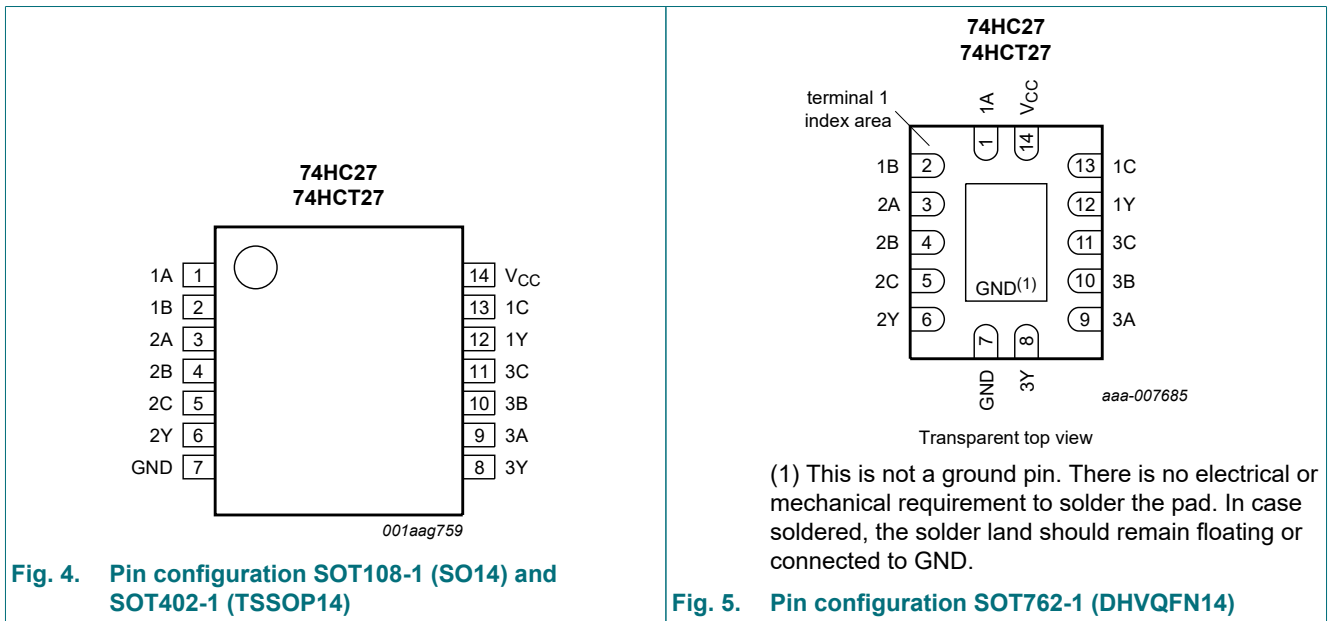 74HC27
74HCT27
1A 1
1B 2
2A 3
2B 4
2C 5
2Y 6
GND 7
14 VCC
13 1C
12 1Y
11 3C
10 3B
9 3A
8 3Y
001aag759
Fig. 4. Pin configuration SOT108-1 (SO14) and
SOT402-1 (TSSOP14)
74HC27
74HCT27
terminal 1
index area
1A
VCC
1
14
1B 2
2A 3
2B 4
2C 5
2Y 6
13 1C
12 1Y
11 3C
10 3B
9 3A
GND(1)
7
8
GND
3Y
aaa-007685
Transparent top view
(1) This is not a ground pin. There is no electrical or
mechanical requirement to solder the pad. In case
soldered, the solder land should remain floating or
connected to GND.
Fig. 5. Pin configuration SOT762-1 (DHVQFN14)